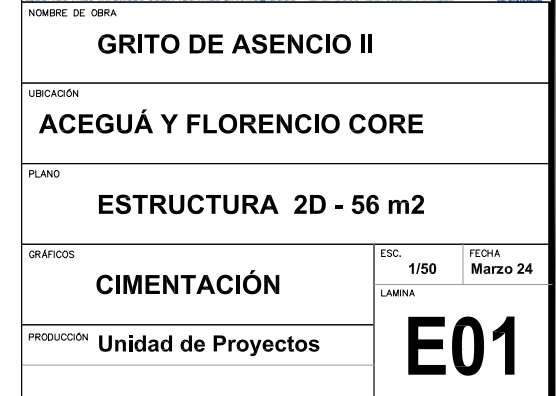 NOMBRE DE OBRA
GRITO DE ASENCIO II
UBICACIÓN
ACEGUÁ Y FLORENCIO CORE
PLANO
ESTRUCTURA 2D - 56 m2
GRÁFICOS
CIMENTACIÓN
ESC.
1/50
FECHA
Marzo 24
LAMINA
E01
PRODUCCIÓN Unidad de Proyectos